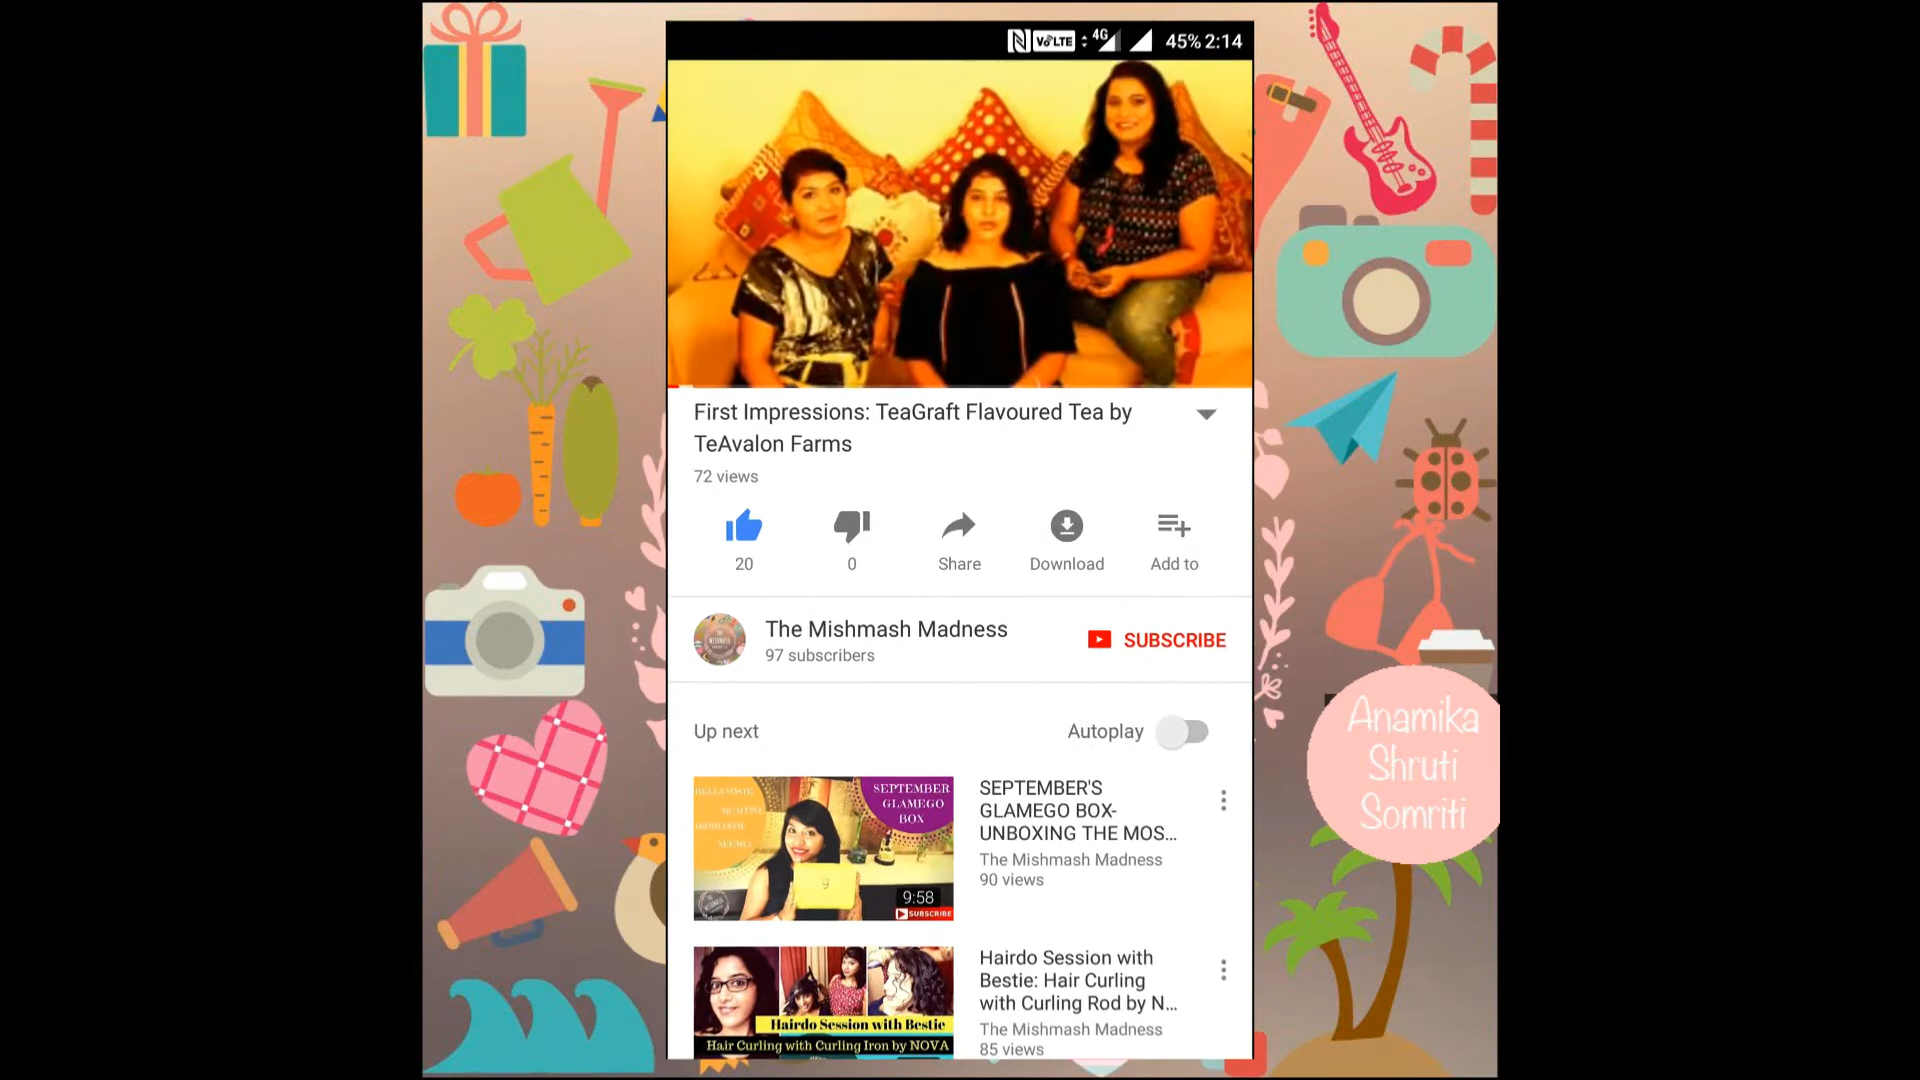 VoLTE 4G 45% 2:14
First Impressions: TeaGraft Flavoured Tea by
TeAvalon Farms
72 views
20
0
Share
Download
Add to
The Mishmash Madness
97 subscribers
SUBSCRIBE
Anamika
Shruti
Somriti
Up next
Autoplay
SEPTEMBER
GLAMEGO
BOX
9:58
SUBSCRIBE
SEPTEMBER'S
GLAMEGO BOX-
UNBOXING THE MOS...
The Mishmash Madness
90 views
Hairdo Session with Bestie
Hair Curling with Curling Iron by NOVA
Hairdo Session with
Bestie: Hair Curling
with Curling Rod by N...
The Mishmash Madness
85 views